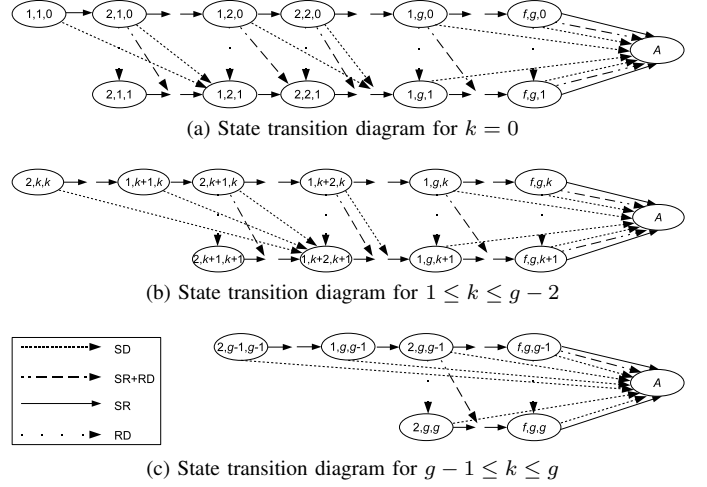 1,1,0 2,1,0 1,2,0 2,2,0 1,g,0 f,g,0
A
2,1,1 1,2,1 2,2,1 1,g,1 f,g,1
(a) State transition diagram for k = 0
2,k,k 1,k+1,k 2,k+1,k 1,k+2,k 1,g,k f,g,k
A
2,k+1,k+1 1,k+2,k+1 1,g,k+1 f,g,k+1
(b) State transition diagram for 1 ≤ k ≤ g − 2
2,g-1,g-1 1,g,g-1 2,g,g-1 f,g,g-1
SD
A
SR+RD
SR
2,g,g f,g,g
RD
(c) State transition diagram for g − 1 ≤ k ≤ g